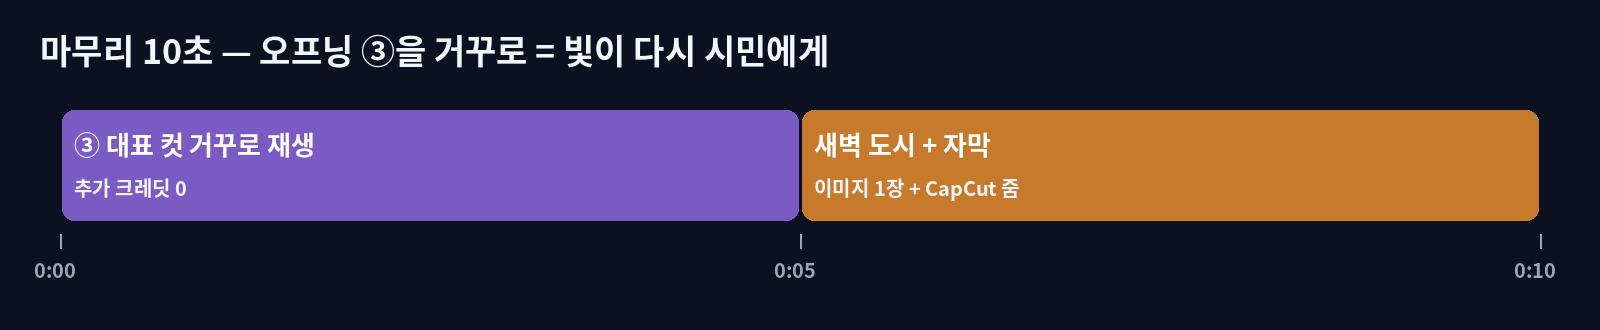 마무리 10초 — 오프닝 ③을 거꾸로 = 빛이 다시 시민에게
③ 대표 컷 거꾸로 재생
추가 크레딧 0
새벽 도시 + 자막
이미지 1장 + CapCut 줌
0:00
0:05
0:10